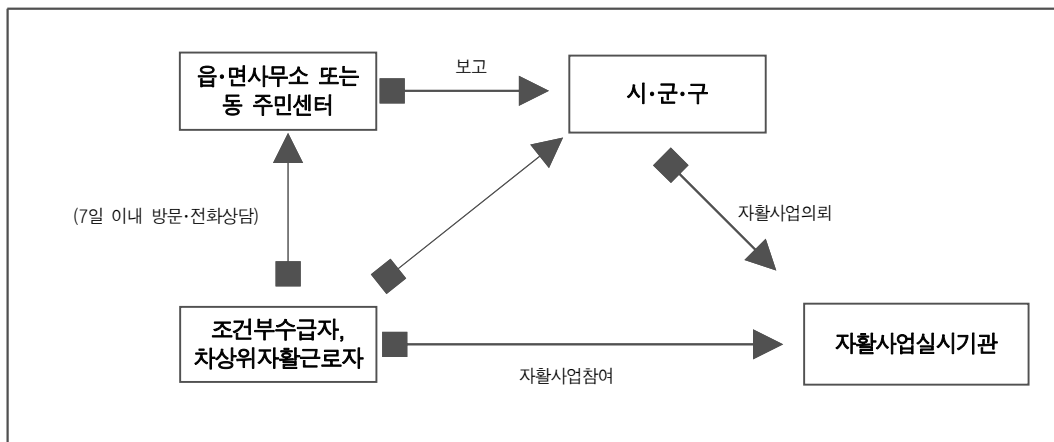 읍·면사무소 또는
동 주민센터
보고
시·군·구
(7일 이내 방문·전화상담)
자활사업의뢰
조건부수급자,
차상위자활근로자
자활사업참여
자활사업실시기관